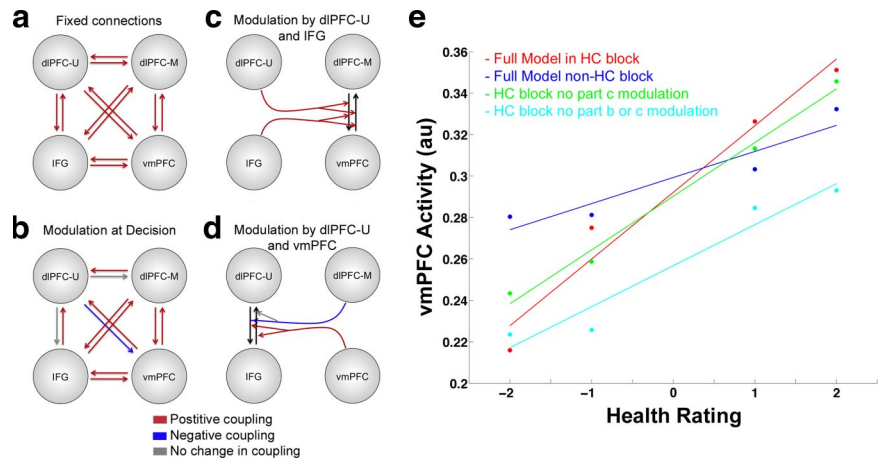 a
Fixed connections
dlPFC-U
dlPFC-M
IFG
vmPFC
b
Modulation at Decision
dlPFC-U
dlPFC-M
IFG
vmPFC
c
Modulation by dlPFC-U
and IFG
dlPFC-U
dlPFC-M
IFG
vmPFC
d
Modulation by dlPFC-U
and vmPFC
dlPFC-U
dlPFC-M
IFG
vmPFC
Postitive coupling
Negative coupling
No change in coupling
e
- Full Model in HC block
- Full Model non-HC block
- HC block no part c modulation
- HC block no part b or c modulation
vmPFC Activity (au)
0.36
0.34
0.32
0.3
0.28
0.26
0.24
0.22
0.2
−2
−1
0
1
2
Health Rating